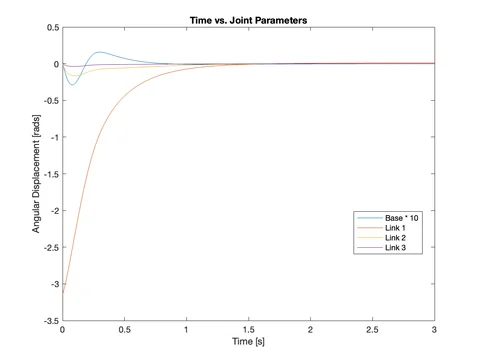 Time vs. Joint Parameters
0.5
0
-0.5
-1
-1.5
-2
-2.5
-3
-3.5
Angular Displacement [rads]
Base * 10
Link 1
Link 2
Link 3
0 0.5 1 1.5 2 2.5 3
Time [s]